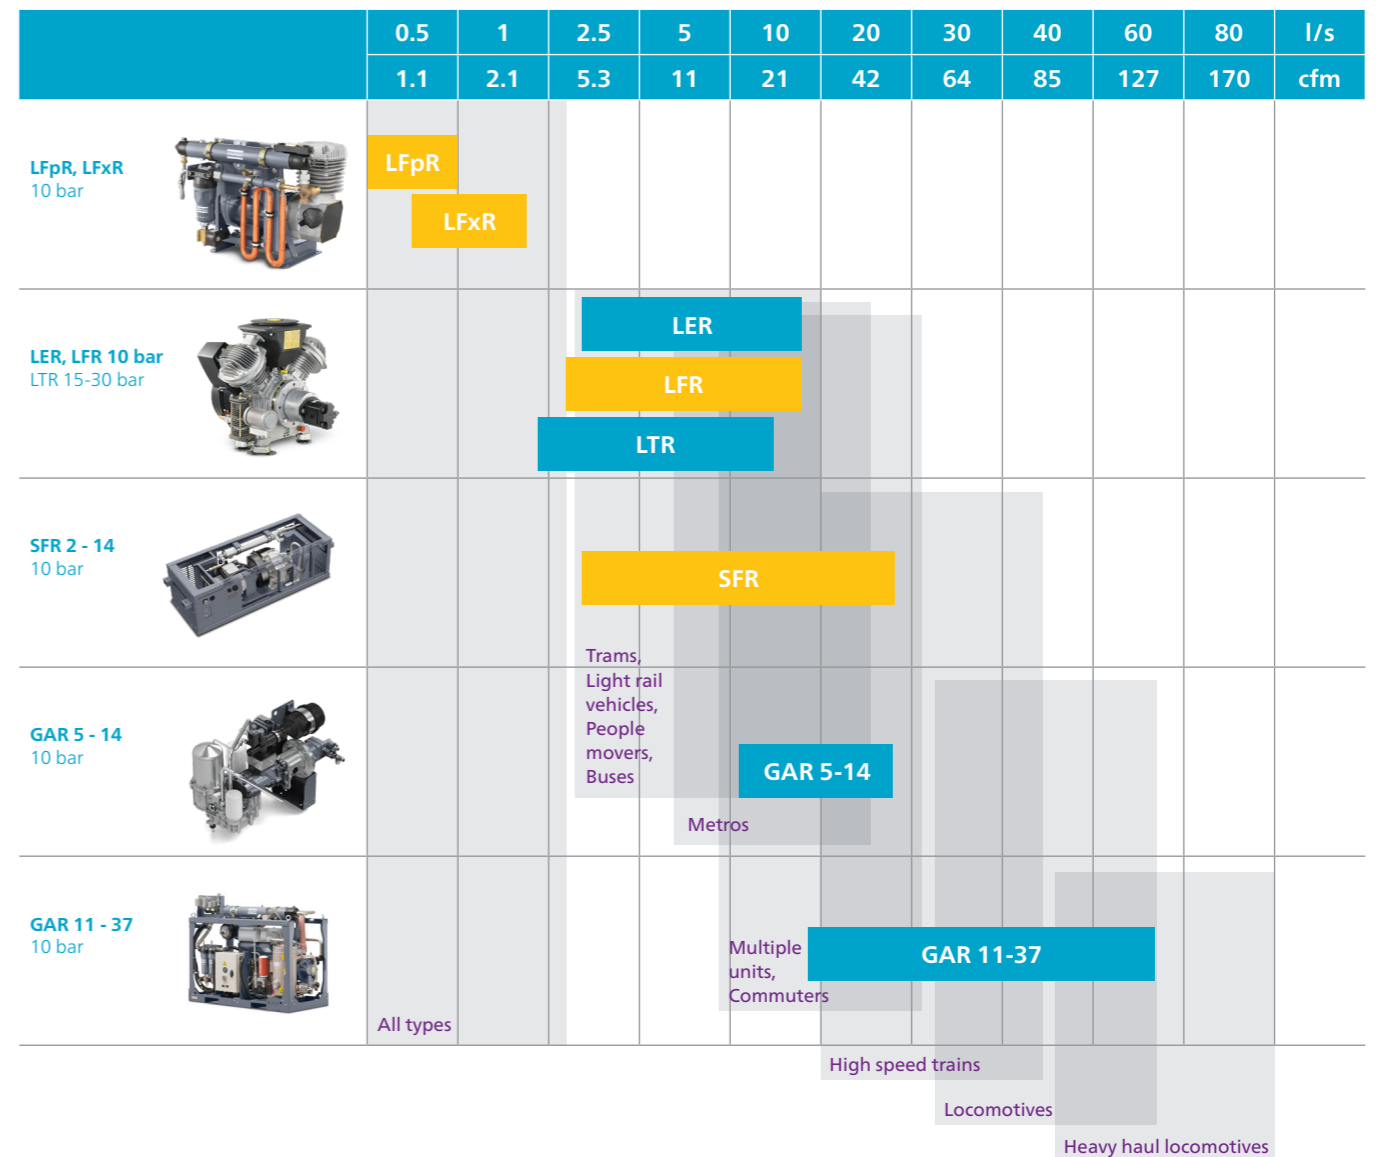 0.5 1 2.5 5 10 20 30 40 60 80 l/s
1.1 2.1 5.3 11 21 42 64 85 127 170 cfm
LFpR, LFxR
10 bar
LFpR
LFxR
LER, LFR 10 bar
LTR 15-30 bar
LER
LFR
LTR
SFR 2 - 14
10 bar
SFR
Trams,
Light rail
vehicles,
People
movers,
Buses
GAR 5 - 14
10 bar
GAR 5-14
Metros
GAR 11 - 37
10 bar
GAR 11-37
Multiple
units,
Commuters
All types
High speed trains
Locomotives
Heavy haul locomotives